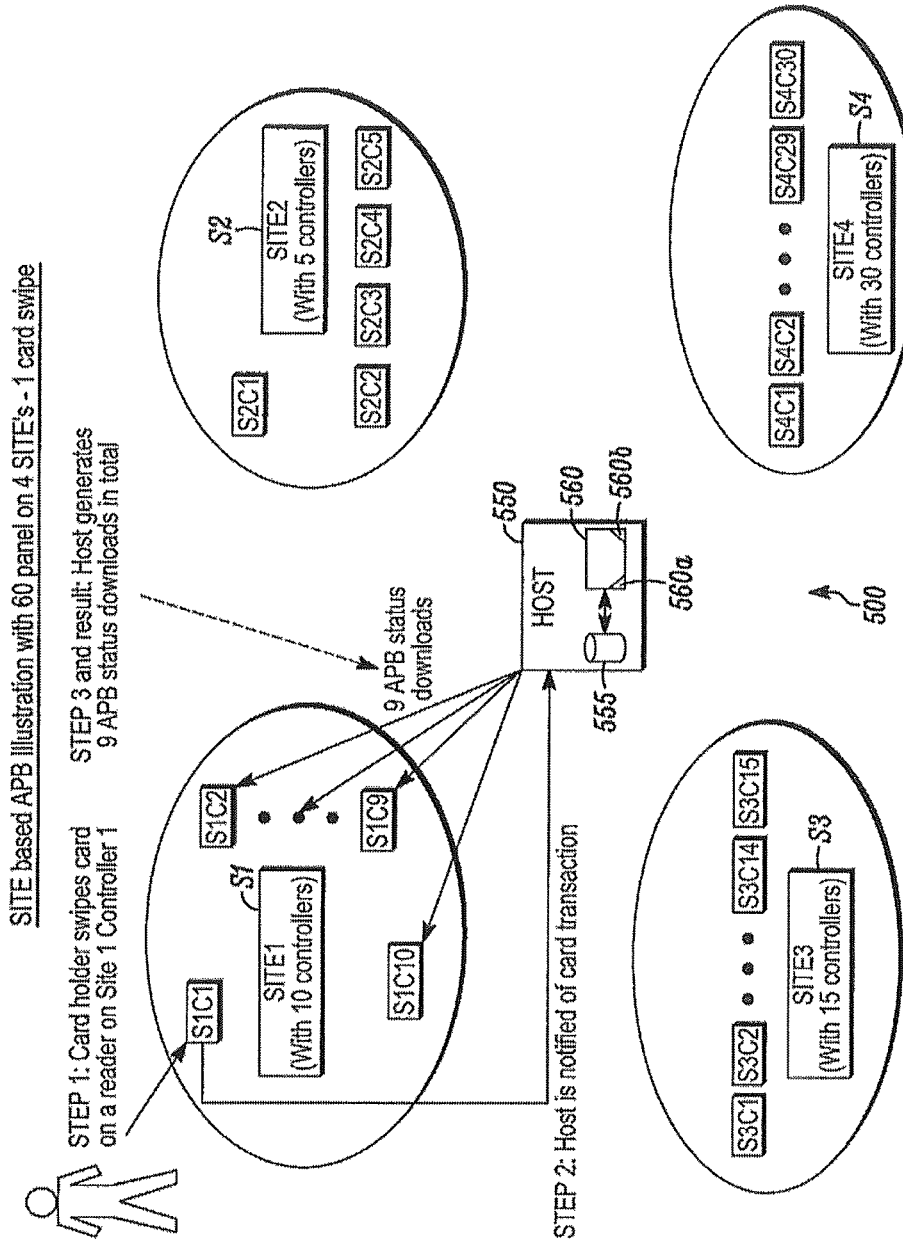 SITE based APB Illustration with 60 panel on 4 SITE's - 1 card swipe
STEP 1: Card holder swipes card
on a reader on Site 1 Controller 1
STEP 3 and result: Host generates
9 APB status downloads in total
S1C1
S1C2
S1
SITE1
(With 10 controllers)
S1C10
S1C9
9 APB status
downloads
S2C1
S2
SITE2
(With 5 controllers)
S2C2
S2C3
S2C4
S2C5
STEP 2: Host is notified of card transaction
HOST
550
555
560
560a
560b
S3C1
S3C2
S3C14
S3C15
SITE3
(With 15 controllers)
S3
500
S4C1
S4C2
S4C29
S4C30
SITE4
(With 30 controllers)
S4